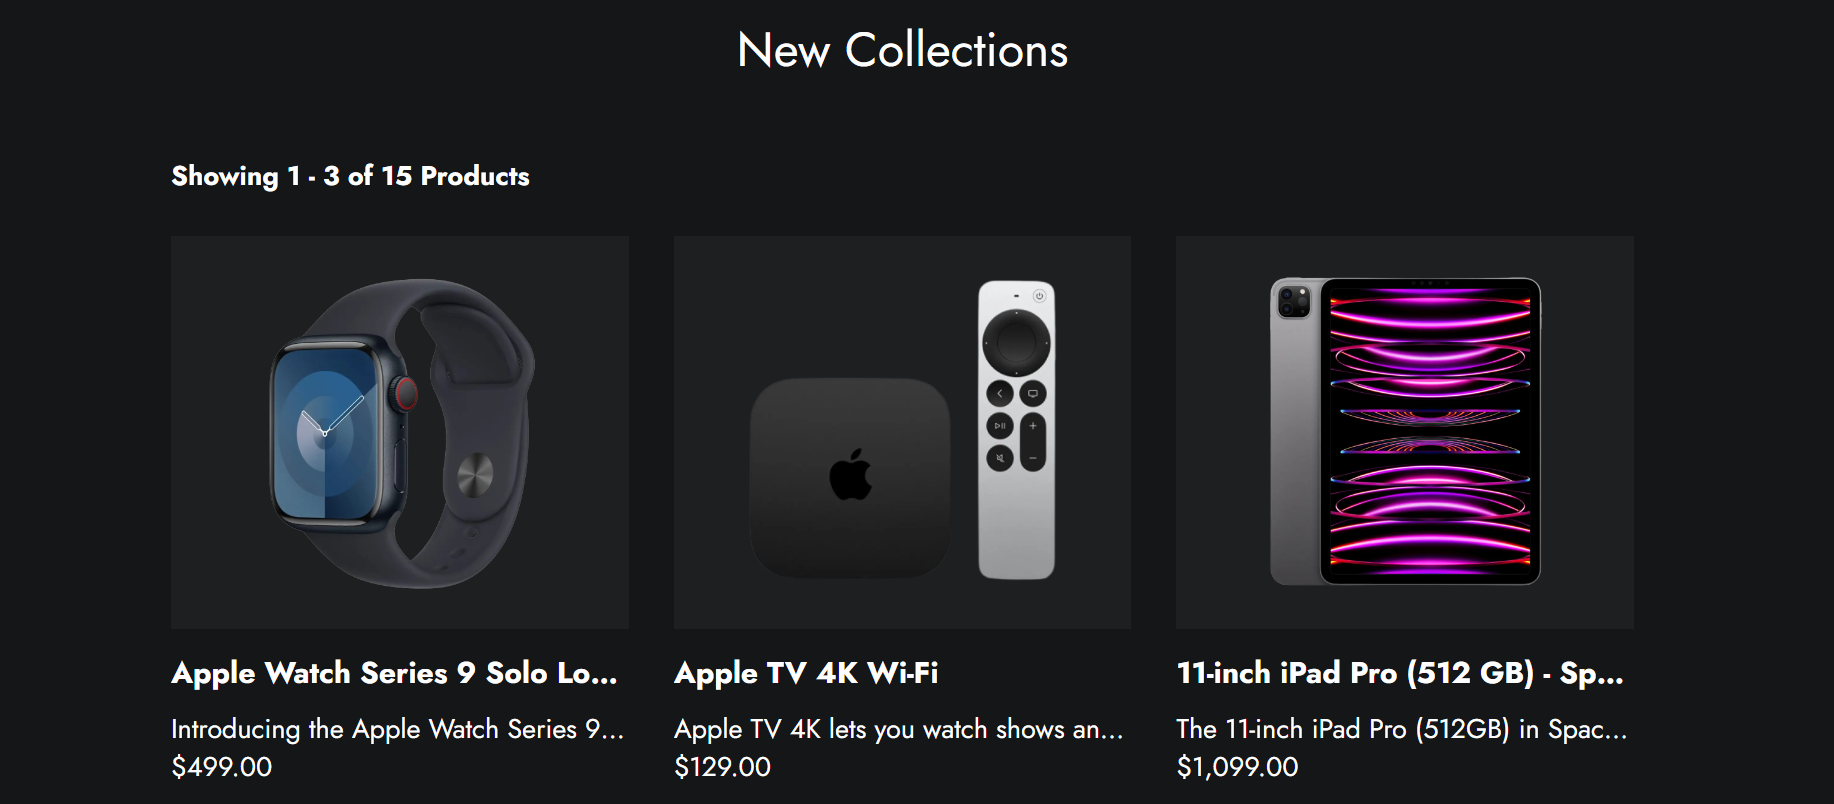 New Collections
Showing 1 - 3 of 15 Products
Apple Watch Series 9 Solo Lo...
Apple TV 4K Wi-Fi
11-inch iPad Pro (512 GB) - Sp...
Introducing the Apple Watch Series 9...
Apple TV 4K lets you watch shows an...
The 11-inch iPad Pro (512GB) in Spac...
$499.00
$129.00
$1,099.00